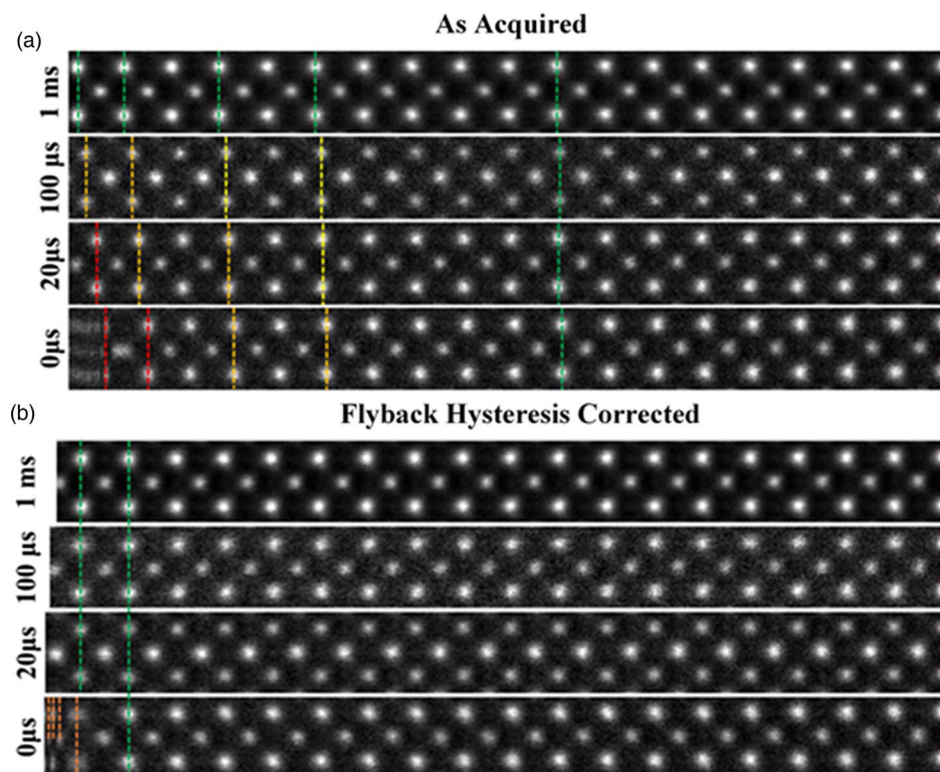 As Acquired
(a)
1 ms
100 μs
20μs
0μs
Flyback Hysteresis Corrected
(b)
1 ms
100 μs
20μs
0μs